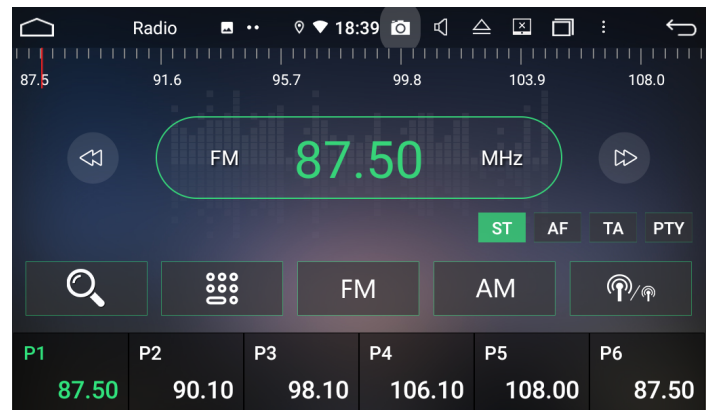 Radio 18:39
87.5 91.6 95.7 99.8 103.9 108.0
FM 87.50 MHz
ST AF TA PTY
FM AM
P1 P2 P3 P4 P5 P6
87.50 90.10 98.10 106.10 108.00 87.50